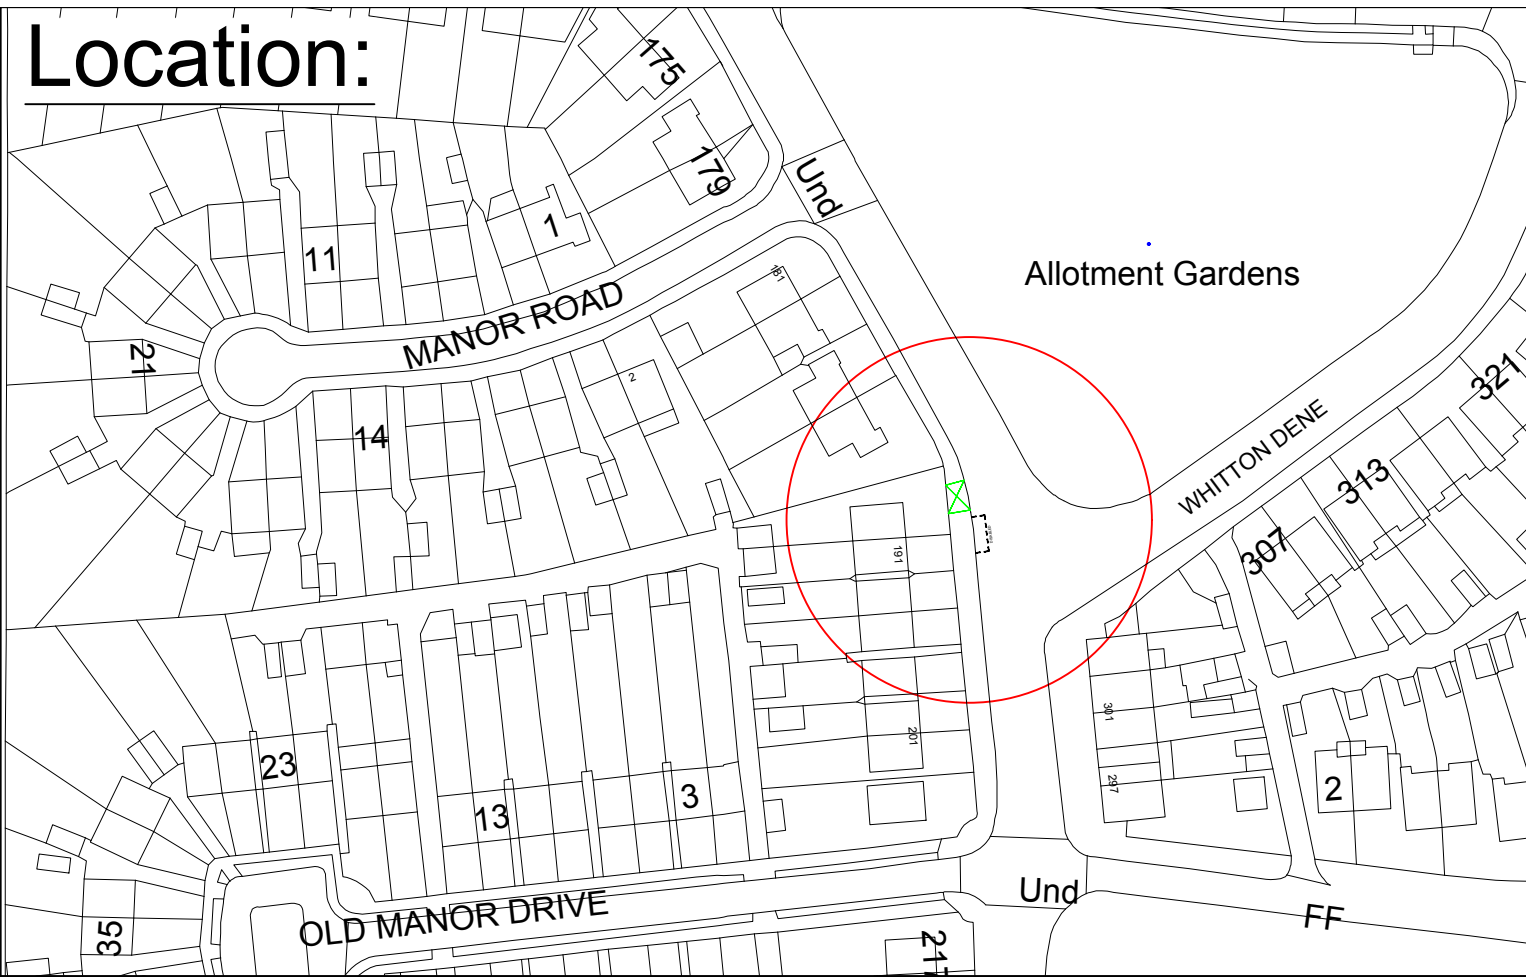 Location:
175
179
Und
1
11
Allotment Gardens
181
MANOR ROAD
21
2
321
WHITTON DENE
14
313
307
191
301
201
23
297
3
2
13
Und
OLD MANOR DRIVE
FF
35
217